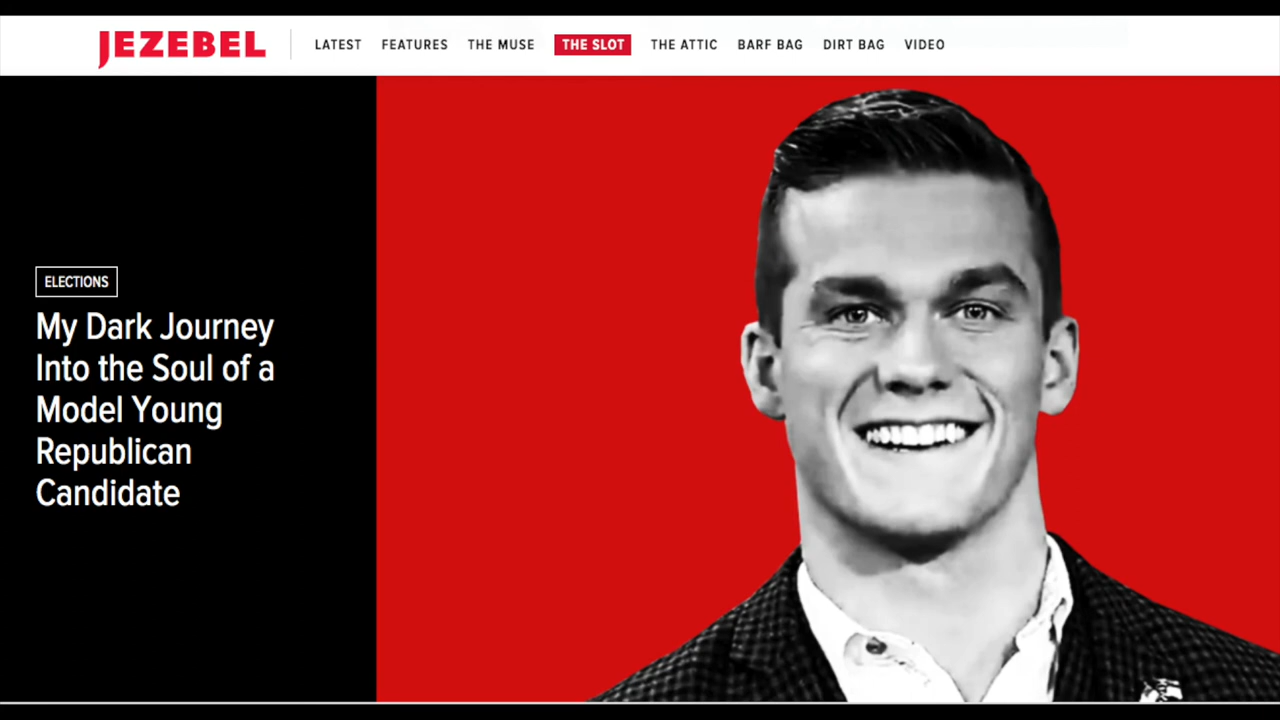 JEZEBEL LATEST FEATURES THE MUSE THE SLOT THE ATTIC BARF BAG DIRT BAG VIDEO
ELECTIONS
My Dark Journey
Into the Soul of a
Model Young
Republican
Candidate